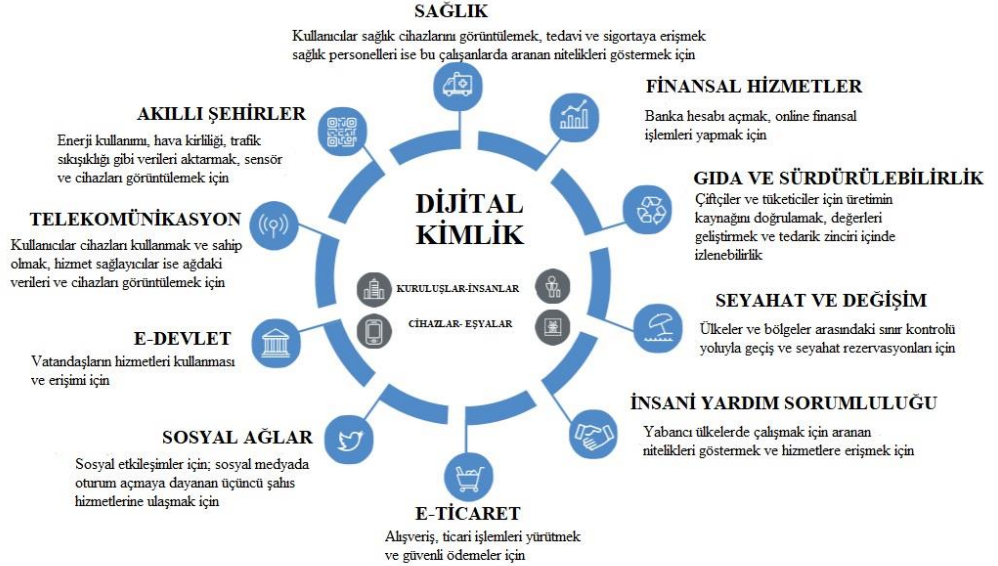 SAĞLIK
Kullanıcılar sağlık cihazlarını görüntülemek, tedavi ve sigortaya erişmek
sağlık personelleri ise bu çalışanlarda aranan nitelikleri göstermek için
FİNANSAL HİZMETLER
Banka hesabı açmak, online finansal
işlemleri yapmak için
GIDA VE SÜRDÜRÜLEBİLİRLİK
Çiftçiler ve tüketiciler için üretimin
kaynağını doğrulamak, değerleri
geliştirmek ve tedarik zinciri içinde
izlenebilirlik
SEYAHAT VE DEĞİŞİM
Ülkeler ve bölgeler arasındaki sınır kontrolü
yoluyla geçiş ve seyahat rezervasyonları için
İNSANİ YARDIM SORUMLULUĞU
Yabancı ülkelerde çalışmak için aranan
nitelikleri göstermek ve hizmetlere erişmek için
E-TİCARET
Alışveriş, ticari işlemleri yürütmek
ve güvenli ödemeler için
SOSYAL AĞLAR
Sosyal etkileşimler için; sosyal medyada
oturum açmaya dayanan üçüncü şahıs
hizmetlerine ulaşmak için
E-DEVLET
Vatandaşların hizmetleri kullanması
ve erişimi için
TELEKOMÜNİKASYON
Kullanıcılar cihazları kullanmak ve sahip
olmak, hizmet sağlayıcılar ise ağdaki
verileri ve cihazları görüntülemek için
AKILLI ŞEHİRLER
Enerji kullanımı, hava kirliliği, trafik
sıkışıklığı gibi verileri aktarmak, sensör
ve cihazları görüntülemek için
DİJİTAL
KİMLİK
KURULUŞLAR-İNSANLAR
CİHAZLAR- EŞYALAR